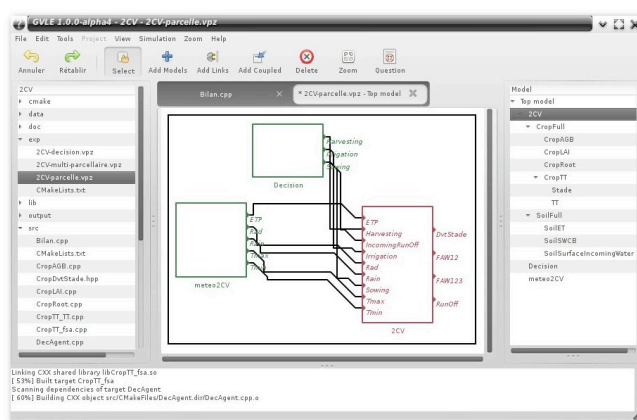 GVLE 1.0.0-alpha4 - 2CV - 2CV-parcelle.vpz
File Edit Tools Project View Simulation Zoom Help
Annuler Rétablir Select Add Models Add Links Add Coupled Delete Zoom Question
2CV
cmake
data
doc
exp
2CV-decision.vpz
2CV-multi-parcellaire.vpz
2CV-parcelle.vpz
CMakeLists.txt
lib
output
src
Bilan.cpp
CMakeLists.txt
CropAGB.cpp
CropDvtStade.hpp
CropLAI.cpp
CropRoot.cpp
CropTT_TT.cpp
CropTT_fsa.cpp
DecAgent.cpp
Bilan.cpp
* 2CV-parcelle.vpz - Top model
Harvesting
Irrigation
Sowing
Decision
ETP
Rad
Rain
Tmax
Tmin
meteo2CV
ETP
Harvesting
IncomingRunOff
Irrigation
Rad
Rain
Sowing
Tmax
Tmin
DvtStade
FAW12
FAW123
RunOff
2CV
Model
Top model
2CV
CropFull
CropAGB
CropLAI
CropRoot
CropTT
Stade
TT
SoilFull
SoilET
SoilSWCB
SoilSurfaceIncomingWater
Decision
meteo2CV
Linking CXX shared library libCropTT_fsa.so
[ 53%] Built target CropTT_fsa
Scanning dependencies of target DecAgent
[ 60%] Building CXX object src/CMakeFiles/DecAgent.dir/DecAgent.cpp.o